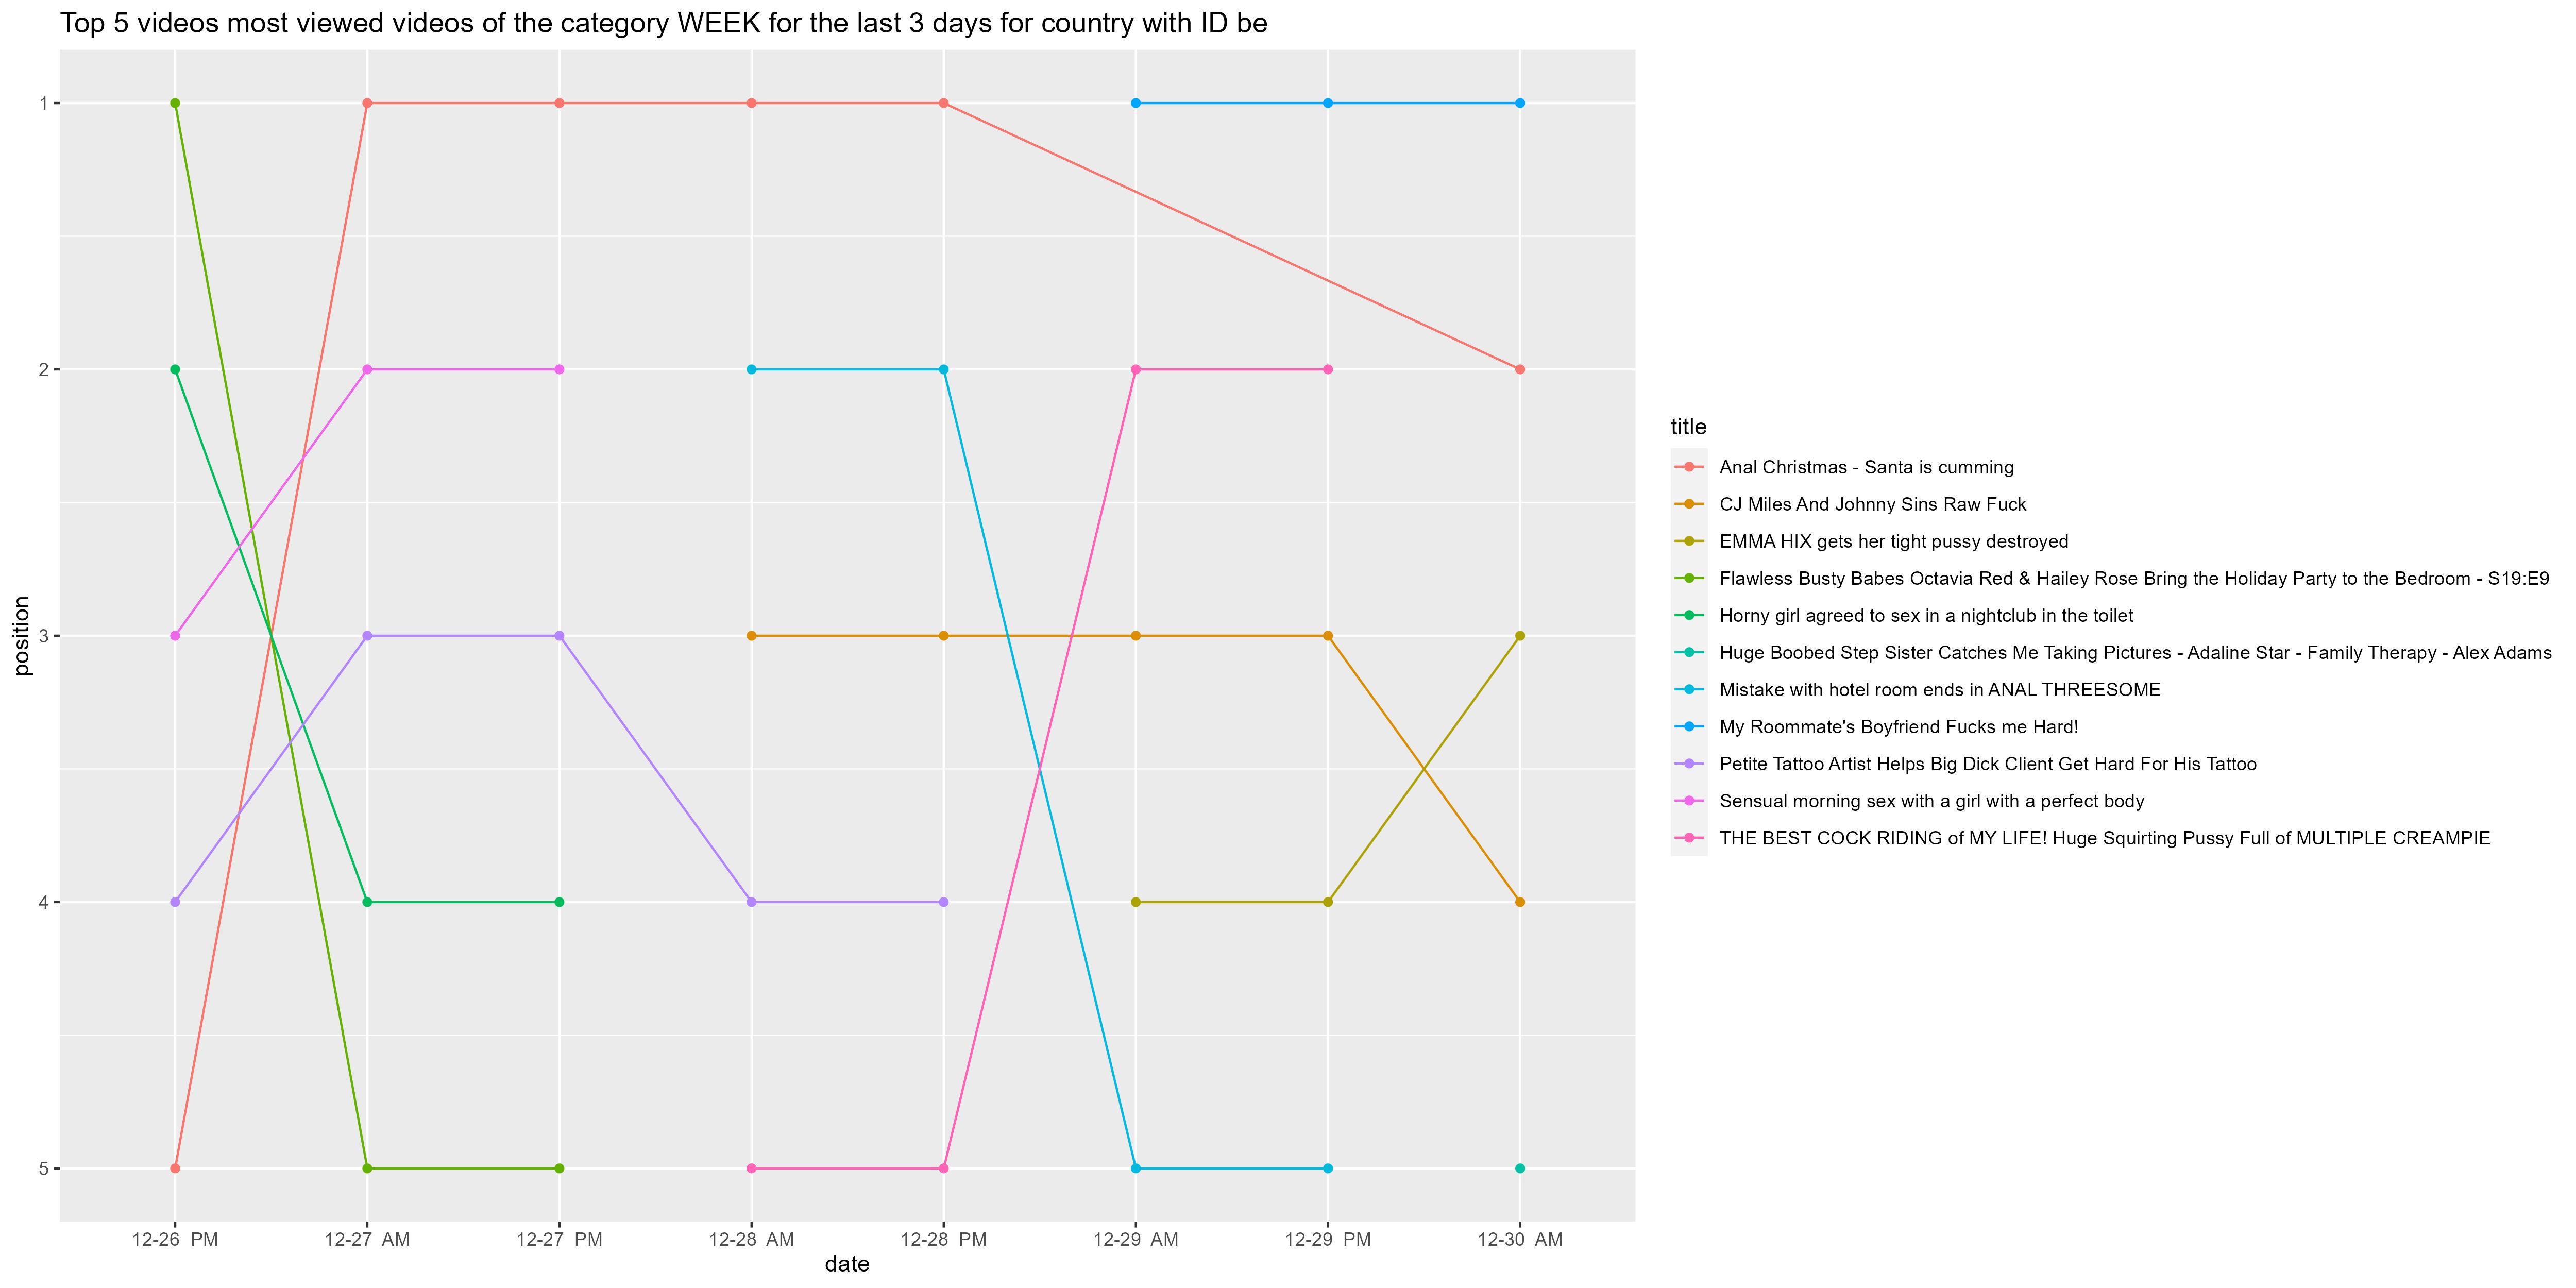 Top 5 videos most viewed videos of the category WEEK for the last 3 days for country with ID be
position
1
2
3
4
5
12-26 PM
12-27 AM
12-27 PM
12-28 AM
12-28 PM
12-29 AM
12-29 PM
12-30 AM
date
title
Anal Christmas - Santa is cumming
CJ Miles And Johnny Sins Raw Fuck
EMMA HIX gets her tight pussy destroyed
Flawless Busty Babes Octavia Red & Hailey Rose Bring the Holiday Party to the Bedroom - S19:E9
Horny girl agreed to sex in a nightclub in the toilet
Huge Boobed Step Sister Catches Me Taking Pictures - Adaline Star - Family Therapy - Alex Adams
Mistake with hotel room ends in ANAL THREESOME
My Roommate's Boyfriend Fucks me Hard!
Petite Tattoo Artist Helps Big Dick Client Get Hard For His Tattoo
Sensual morning sex with a girl with a perfect body
THE BEST COCK RIDING of MY LIFE! Huge Squirting Pussy Full of MULTIPLE CREAMPIE